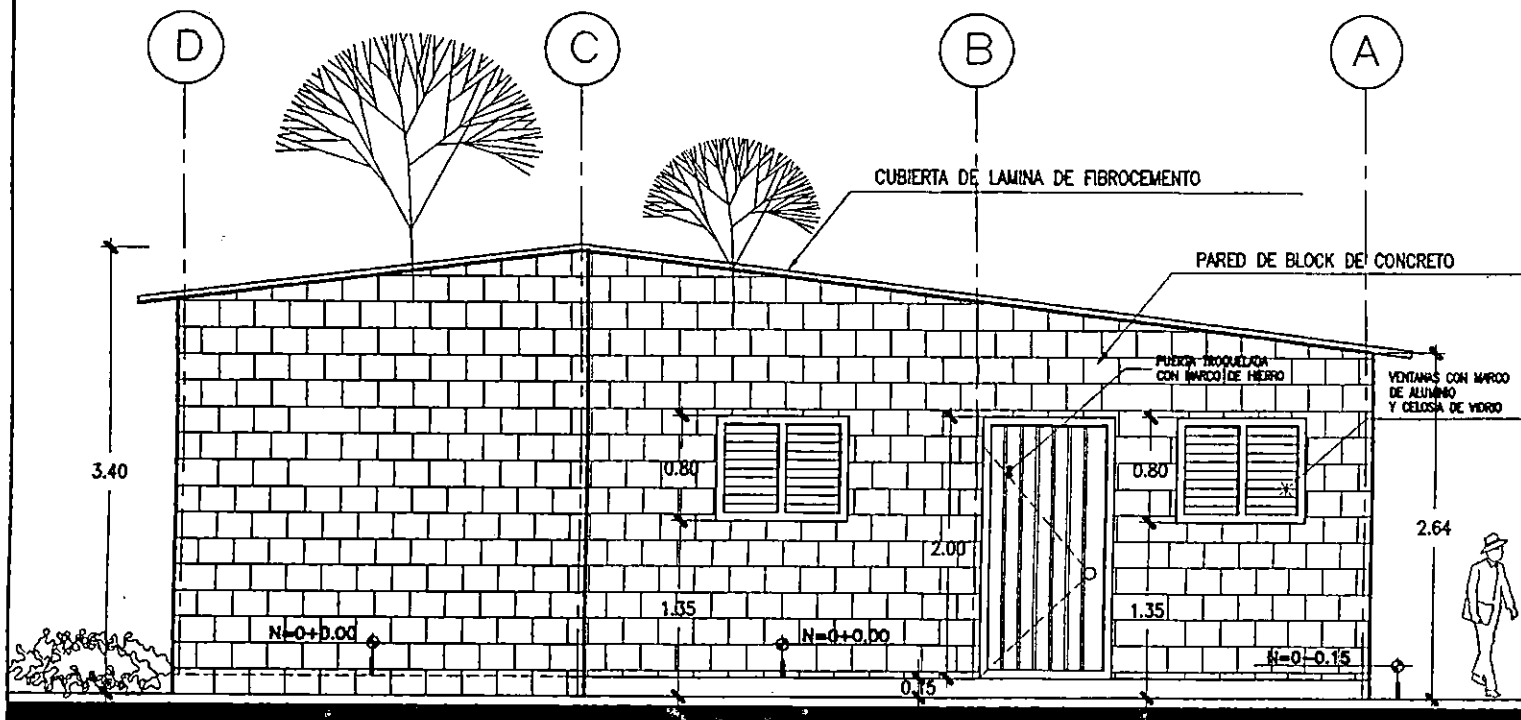 D
C
B
A
CUBIERTA DE LAMINA DE FIBROCEMENTO
PARED DE BLOCK DE CONCRETO
PUERTA TROQUELADA
CON MARCO DE HIERRO
VENTANAS CON MARCO
DE ALUMINIO
Y CELOSIA DE VIDRIO
3.40
0.80
2.00
0.80
2.64
1.35
1.35
N=0+0.00
N=0+0.00
N=0-0.15
0.15